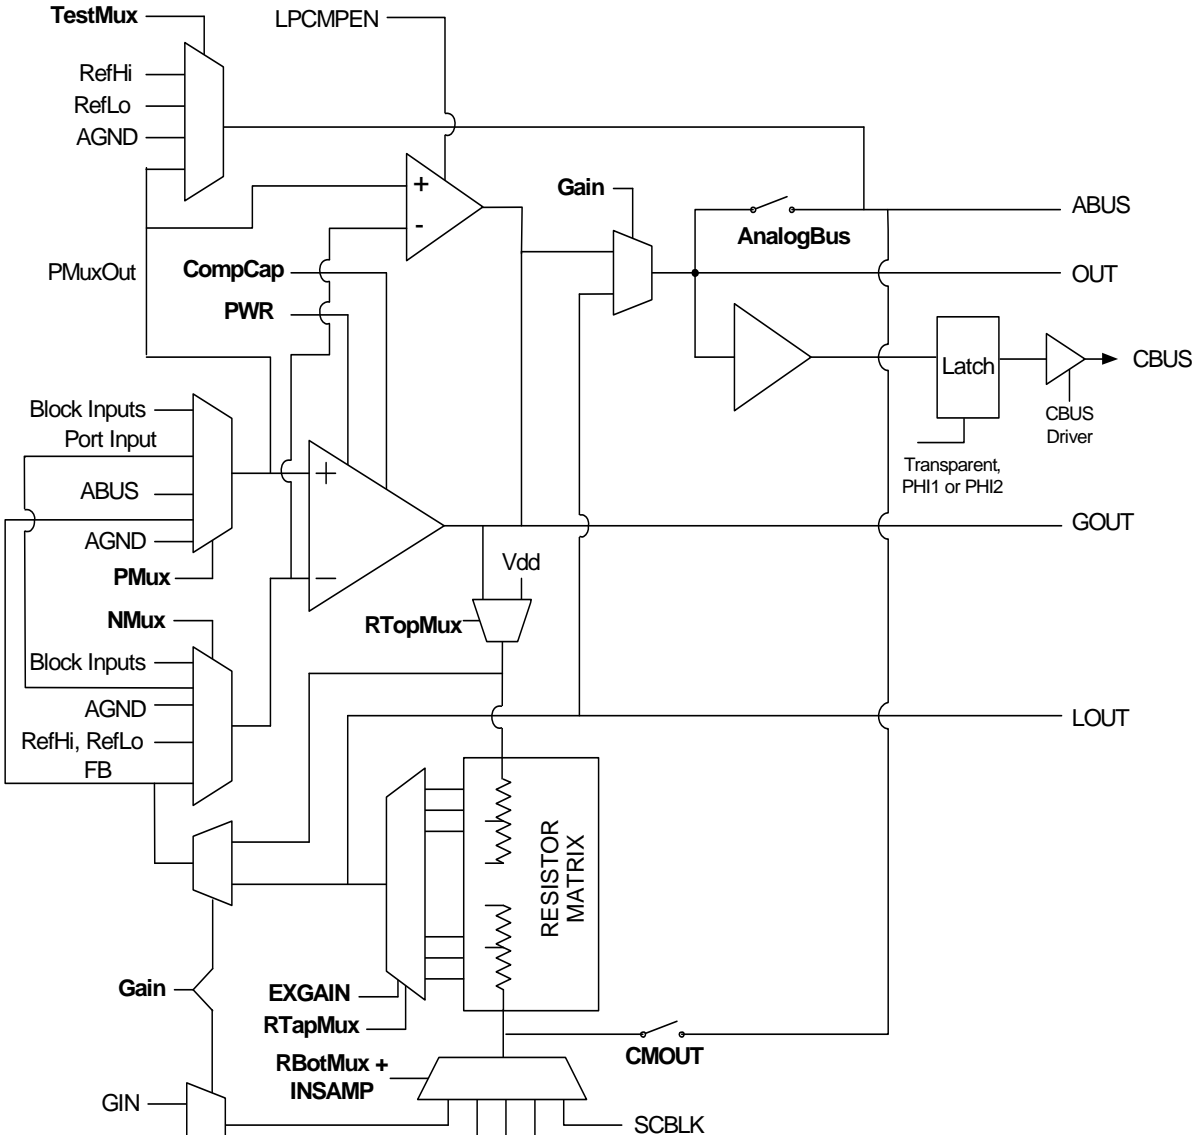 TestMux
LPCMPEN
RefHi
RefLo
AGND
+
-
Gain
ABUS
AnalogBus
PMuxOut
CompCap
OUT
PWR
Latch
CBUS
Block Inputs
CBUS
Driver
Port Input
Transparent,
PHI1 or PHI2
+
ABUS
GOUT
AGND
Vdd
PMux
−
NMux
RTopMux
Block Inputs
AGND
LOUT
RefHi, RefLo
FB
RESISTOR
MATRIX
Gain
EXGAIN
RTapMux
CMOUT
RBotMux +
INSAMP
GIN
SCBLK